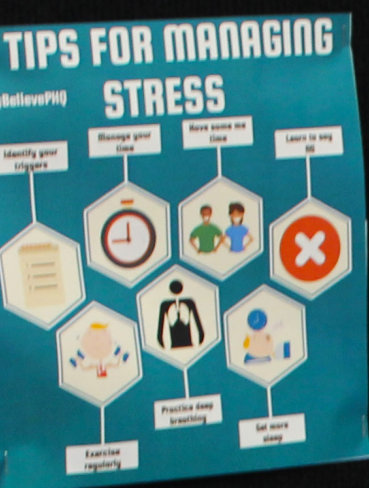 TIPS FOR MANAGING
STRESS
BelievePHQ
Identify your
triggers
Manage your
time
Have some me
time
Learn to say
no
Exercise
regularly
Practice deep
breathing
Get more
sleep